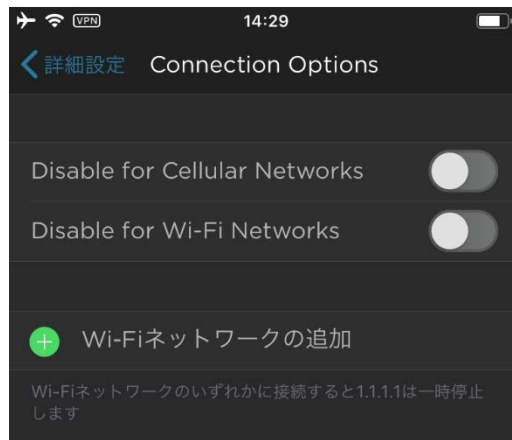 VPN 14:29
詳細設定 Connection Options
Disable for Cellular Networks
Disable for Wi-Fi Networks
Wi-Fiネットワークの追加
Wi-Fiネットワークのいずれかに接続すると1.1.1.1は一時停止
します